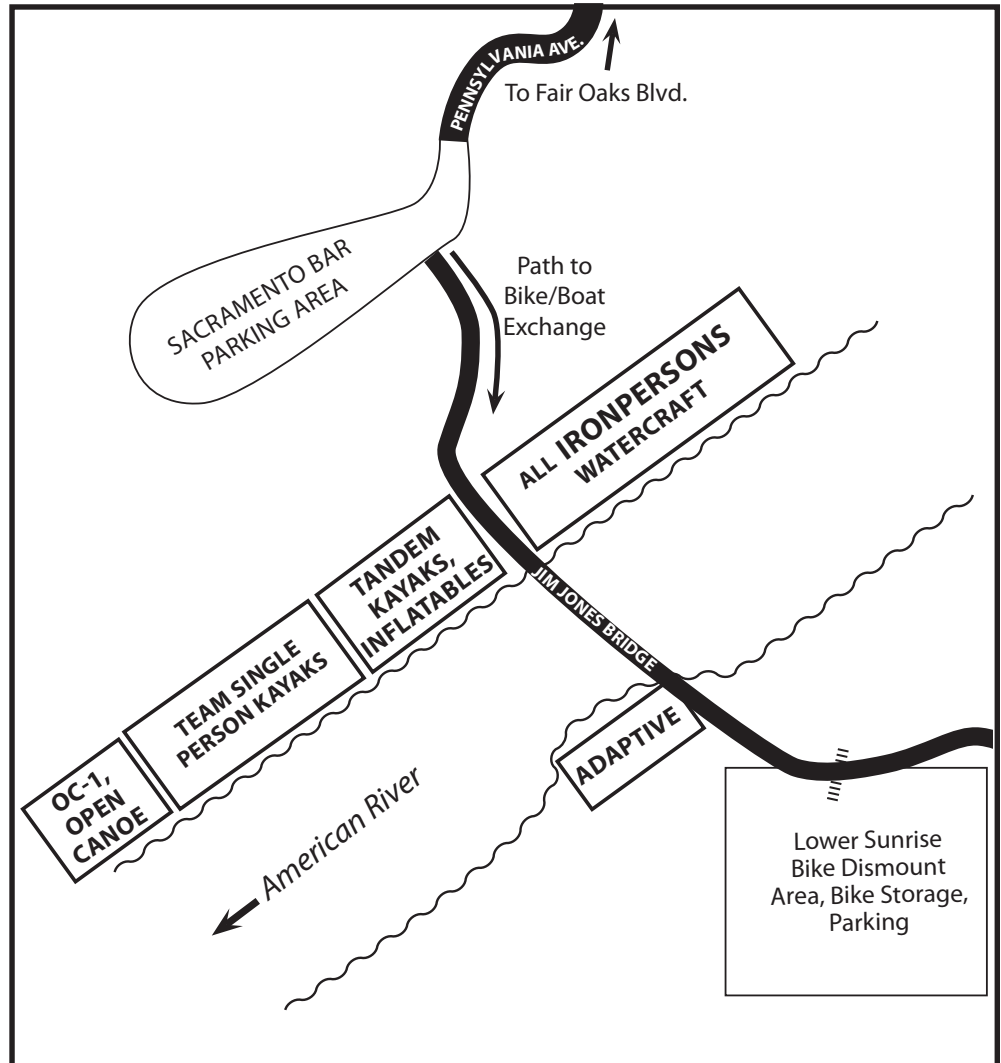 PENNSYLVANIA AVE.
To Fair Oaks Blvd.
SACRAMENTO BAR
PARKING AREA
Path to
Bike/Boat
Exchange
ALL IRONPERSONS
WATERCRAFT
TANDEM
KAYAKS,
INFLATABLES
JIM JONES BRIDGE
TEAM SINGLE
PERSON KAYAKS
ADAPTIVE
OC-1,
OPEN
CANOE
American River
Lower Sunrise
Bike Dismount
Area, Bike Storage,
Parking